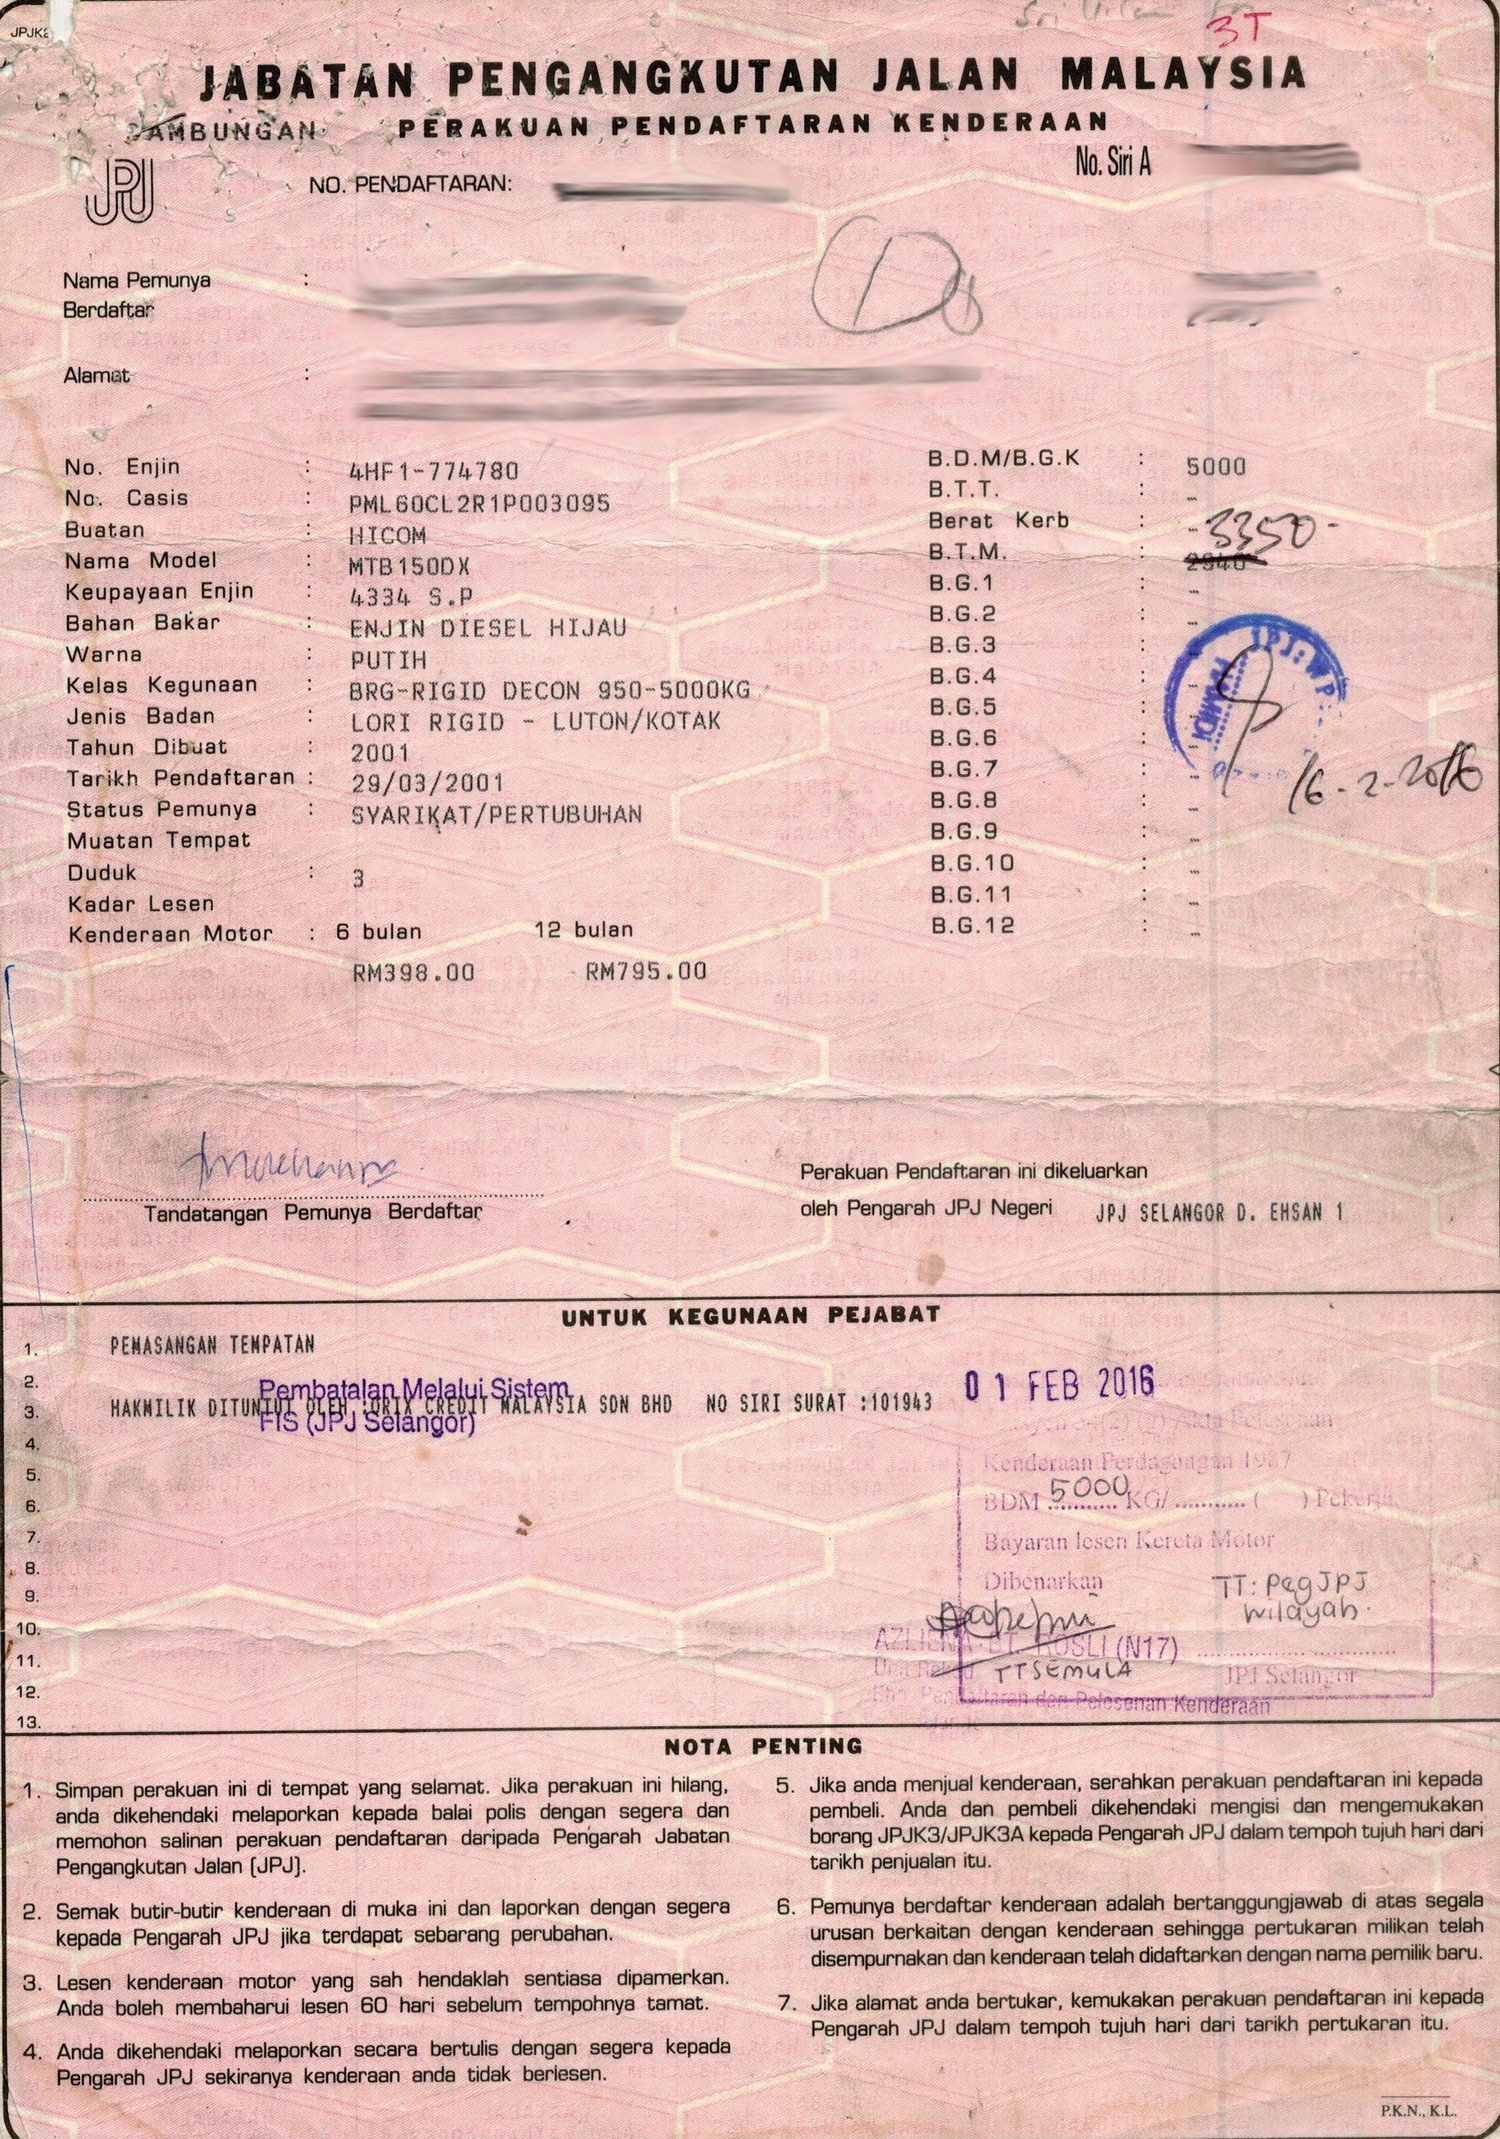 3T
JABATAN PENGANGKUTAN JALAN MALAYSIA
SAMBUNGAN PERAKUAN PENDAFTARAN KENDERAAN
No. Siri A
JPJ
NO. PENDAFTARAN:
Nama Pemunya :
Berdaftar
Alamat :
No. Enjin : 4HF1-774780 B.D.M/B.G.K : 5000
No. Casis : PML60CL2R1P003095 B.T.T. : -
Buatan : HICOM Berat Kerb : - 3350-
Nama Model : MTB150DX B.T.M. : 2940
Keupayaan Enjin : 4334 S.P B.G.1 : -
Bahan Bakar : ENJIN DIESEL HIJAU B.G.2 : -
Warna : PUTIH B.G.3 : -
Kelas Kegunaan : BRG-RIGID DECON 950-5000KG B.G.4 : -
Jenis Badan : LORI RIGID - LUTON/KOTAK B.G.5 : -
Tahun Dibuat : 2001 B.G.6 : -
Tarikh Pendaftaran : 29/03/2001 B.G.7 : -
Status Pemunya : SYARIKAT/PERTUBUHAN B.G.8 : -
Muatan Tempat B.G.9 : -
Duduk : 3 B.G.10 : -
Kadar Lesen B.G.11 : -
Kenderaan Motor : 6 bulan 12 bulan B.G.12 : -
RM398.00 RM795.00
JPJ:WP
16-2-2016
Perakuan Pendaftaran ini dikeluarkan
Tandatangan Pemunya Berdaftar oleh Pengarah JPJ Negeri JPJ SELANGOR D. EHSAN 1
UNTUK KEGUNAAN PEJABAT
1. PEMASANGAN TEMPATAN
2. Pembatalan Melalui Sistem 01 FEB 2016
3. HAKMILIK DITUNTUT OLEH :ORIX CREDIT MALAYSIA SDN BHD NO SIRI SURAT :101943
FIS (JPJ Selangor)
4.
5. Kenderaan Perdagangan 1987
6. BDM 5000 KG/ ........... ( ) Pekerja
7. Bayaran lesen Kereta Motor
8. Dibenarkan TT: Peg JPJ
9. Wilayah.
10. ROSLI (N17)
11. TT SEMULA JPJ Selangor
12. Pendaftaran dan Pelesenan Kenderaan
13.
NOTA PENTING
1. Simpan perakuan ini di tempat yang selamat. Jika perakuan ini hilang,
anda dikehendaki melaporkan kepada balai polis dengan segera dan
memohon salinan perakuan pendaftaran daripada Pengarah Jabatan
Pengangkutan Jalan (JPJ).
2. Semak butir-butir kenderaan di muka ini dan laporkan dengan segera
kepada Pengarah JPJ jika terdapat sebarang perubahan.
3. Lesen kenderaan motor yang sah hendaklah sentiasa dipamerkan.
Anda boleh membaharui lesen 60 hari sebelum tempohnya tamat.
4. Anda dikehendaki melaporkan secara bertulis dengan segera kepada
Pengarah JPJ sekiranya kenderaan anda tidak berlesen.
5. Jika anda menjual kenderaan, serahkan perakuan pendaftaran ini kepada
pembeli. Anda dan pembeli dikehendaki mengisi dan mengemukakan
borang JPJK3/JPJK3A kepada Pengarah JPJ dalam tempoh tujuh hari dari
tarikh penjualan itu.
6. Pemunya berdaftar kenderaan adalah bertanggungjawab di atas segala
urusan berkaitan dengan kenderaan sehingga pertukaran milikan telah
disempurnakan dan kenderaan telah didaftarkan dengan nama pemilik baru.
7. Jika alamat anda bertukar, kemukakan perakuan pendaftaran ini kepada
Pengarah JPJ dalam tempoh tujuh hari dari tarikh pertukaran itu.
P.K.N., K.L.